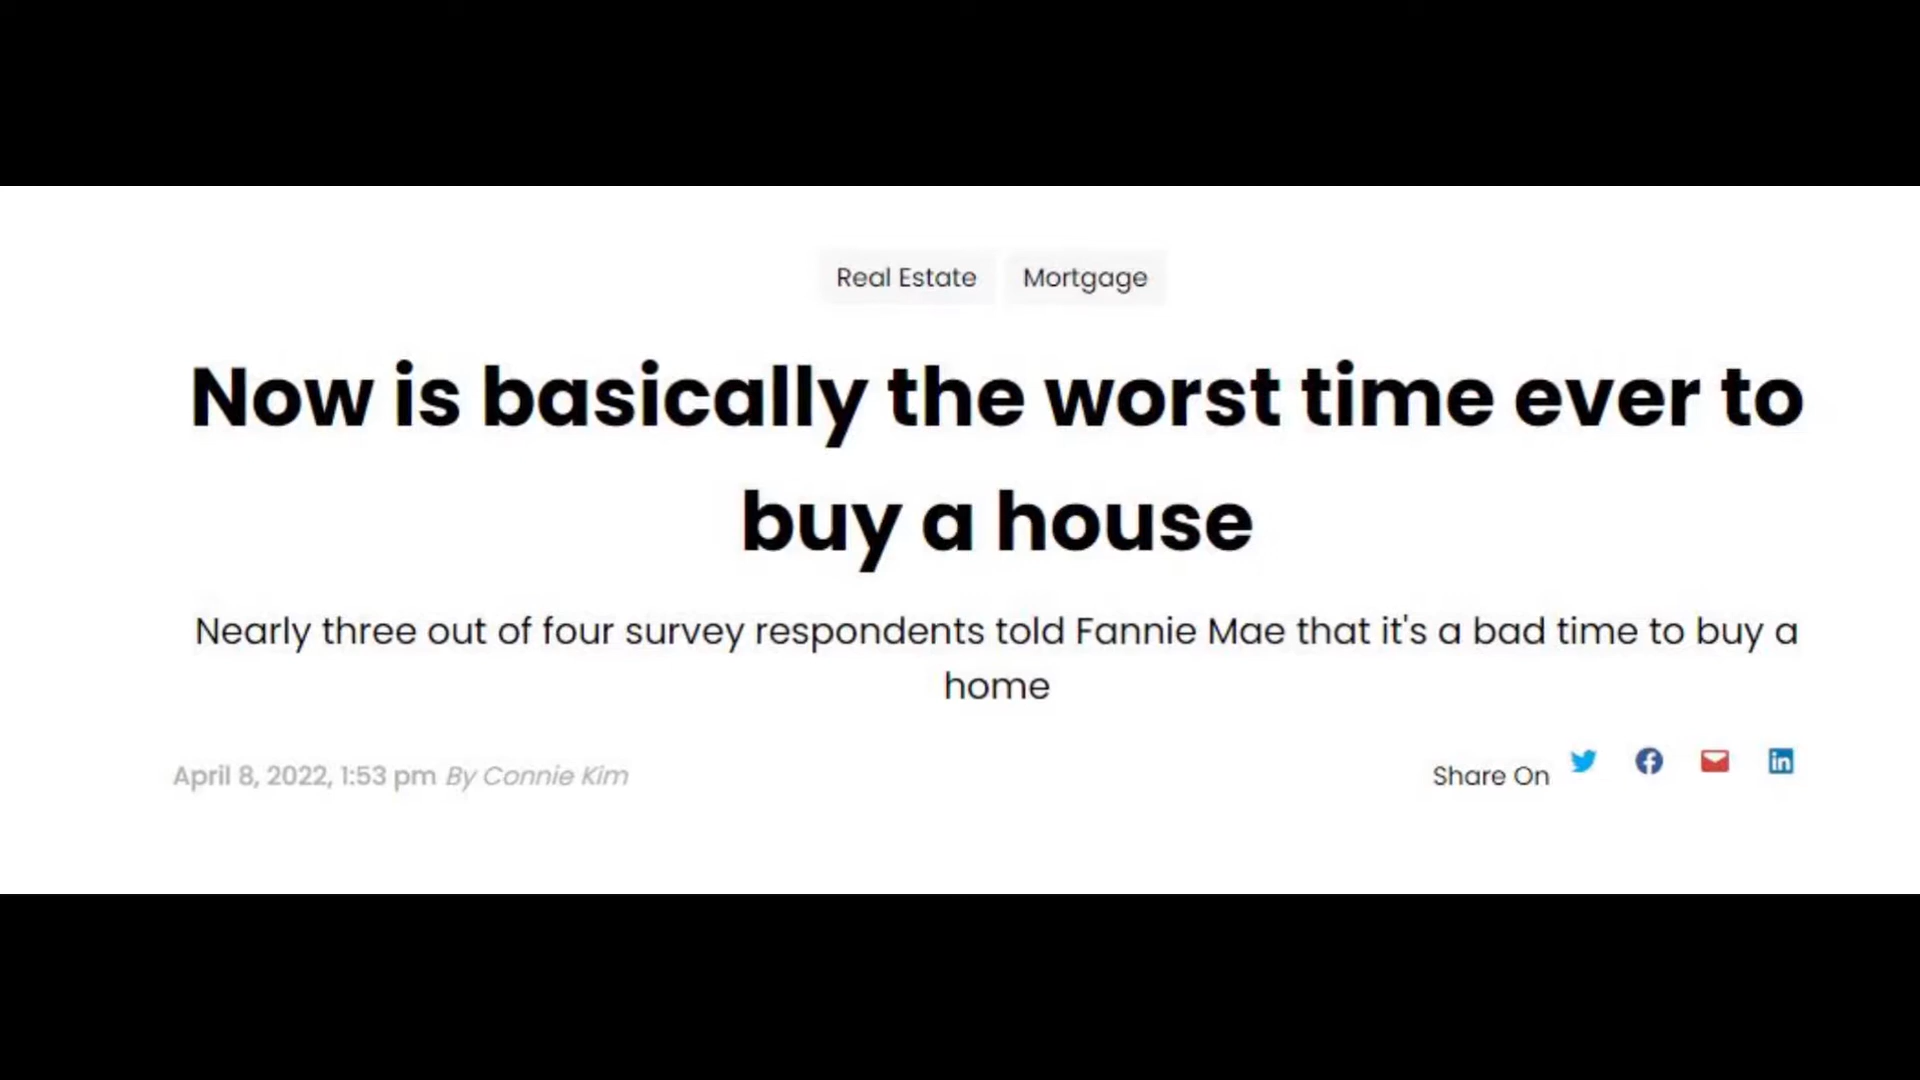 Real Estate Mortgage
Now is basically the worst time ever to
buy a house
Nearly three out of four survey respondents told Fannie Mae that it's a bad time to buy a
home
April 8, 2022, 1:53 pm By Connie Kim
Share On